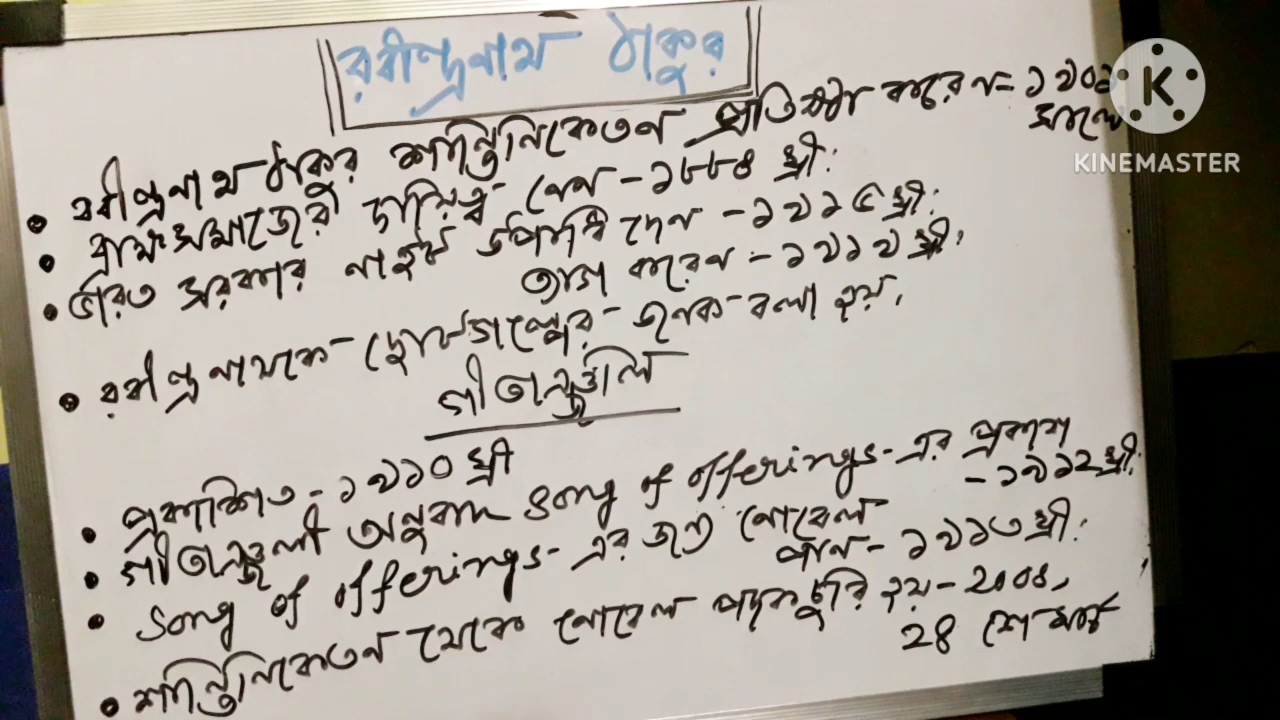 রবীন্দ্রনাথ ঠাকুর
• রবীন্দ্রনাথ ঠাকুর শান্তিনিকেতন প্রতিষ্ঠা করেন - ১৯০১
সালে
• ব্রাহ্মসমাজের দায়িত্ব নেন - ১৮৮৪ খ্রী:
• ভারত সরকার নাইট উপাধি দেন - ১৯১৫ খ্রী:
ত্যাগ করেন - ১৯১৯ খ্রী:
• রবীন্দ্রনাথকে - ছোটগল্পের - জনক - বলা হয়।
গীতাঞ্জলি
• প্রকাশিত - ১৯১০ খ্রী
• গীতাঞ্জলী অনুবাদ Song of offerings - এর প্রকাশ
- ১৯১২ খ্রী:
• Song of offerings - এর জন্য নোবেল
পান - ১৯১৩ খ্রী:
• শান্তিনিকেতন থেকে নোবেল পদক চুরি হয় - ২০০৪,
২৪ শে মার্চ
K
KINEMASTER